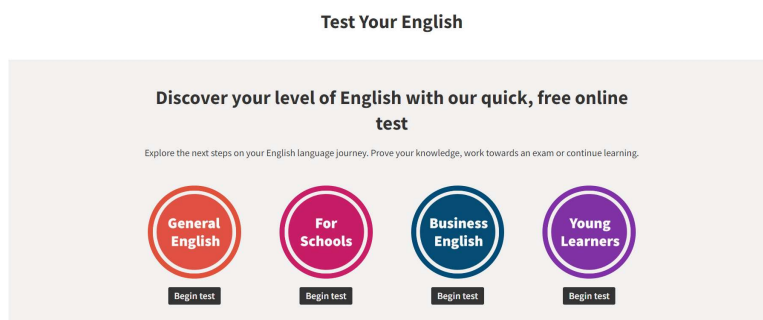 Test Your English
Discover your level of English with our quick, free online
test
Explore the next steps on your English language journey. Prove your knowledge, work towards an exam or continue learning.
General
English
For
Schools
Business
English
Young
Learners
Begin test
Begin test
Begin test
Begin test